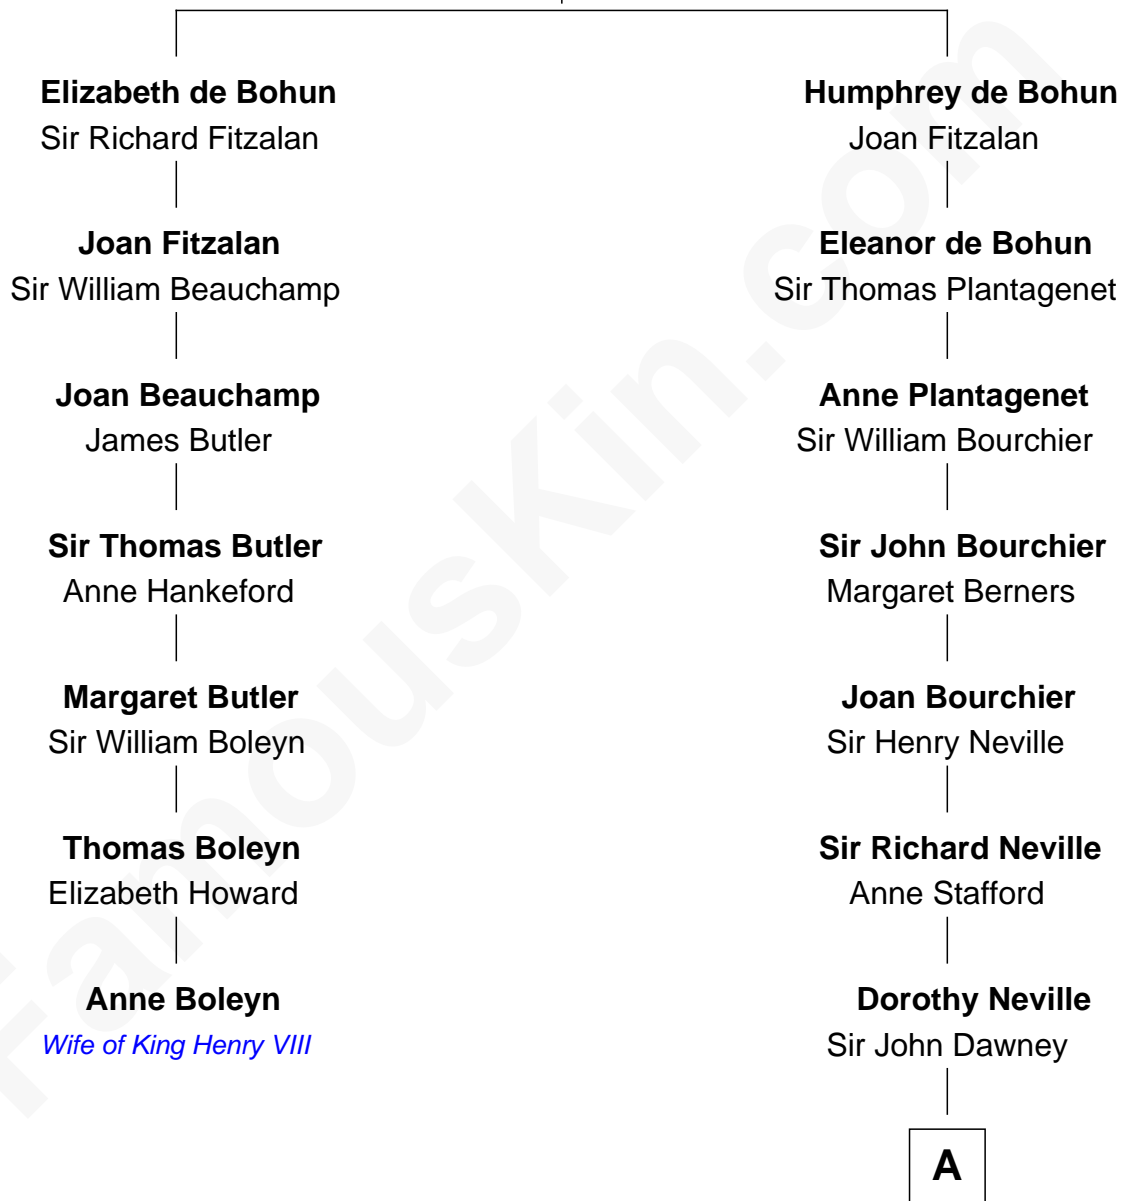 Elizabeth de Bohun
Sir Richard Fitzalan
Humphrey de Bohun
Joan Fitzalan
Joan Fitzalan
Sir William Beauchamp
Eleanor de Bohun
Sir Thomas Plantagenet
Joan Beauchamp
James Butler
Anne Plantagenet
Sir William Bourchier
Sir Thomas Butler
Anne Hankeford
Sir John Bourchier
Margaret Berners
Margaret Butler
Sir William Boleyn
Joan Bourchier
Sir Henry Neville
Thomas Boleyn
Elizabeth Howard
Sir Richard Neville
Anne Stafford
Anne Boleyn
Wife of King Henry VIII
Dorothy Neville
Sir John Dawney
A
FamousKin.com